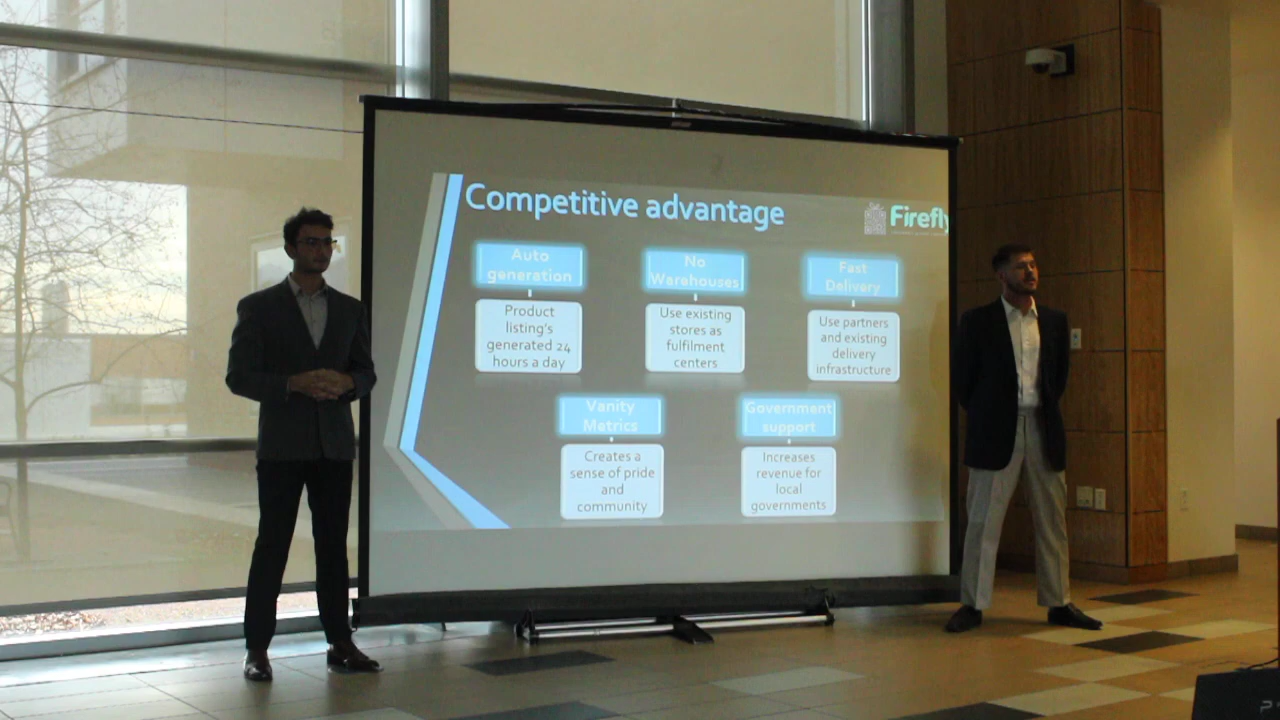 Competitive advantage
Firefly
Auto
generation
No
Warehouses
Fast
Delivery
Product
listing's
generated 24
hours a day
Use existing
stores as
fulfilment
centers
Use partners
and existing
delivery
infrastructure
Vanity
Metrics
Government
support
Creates a
sense of pride
and
community
Increases
revenue for
local
governments